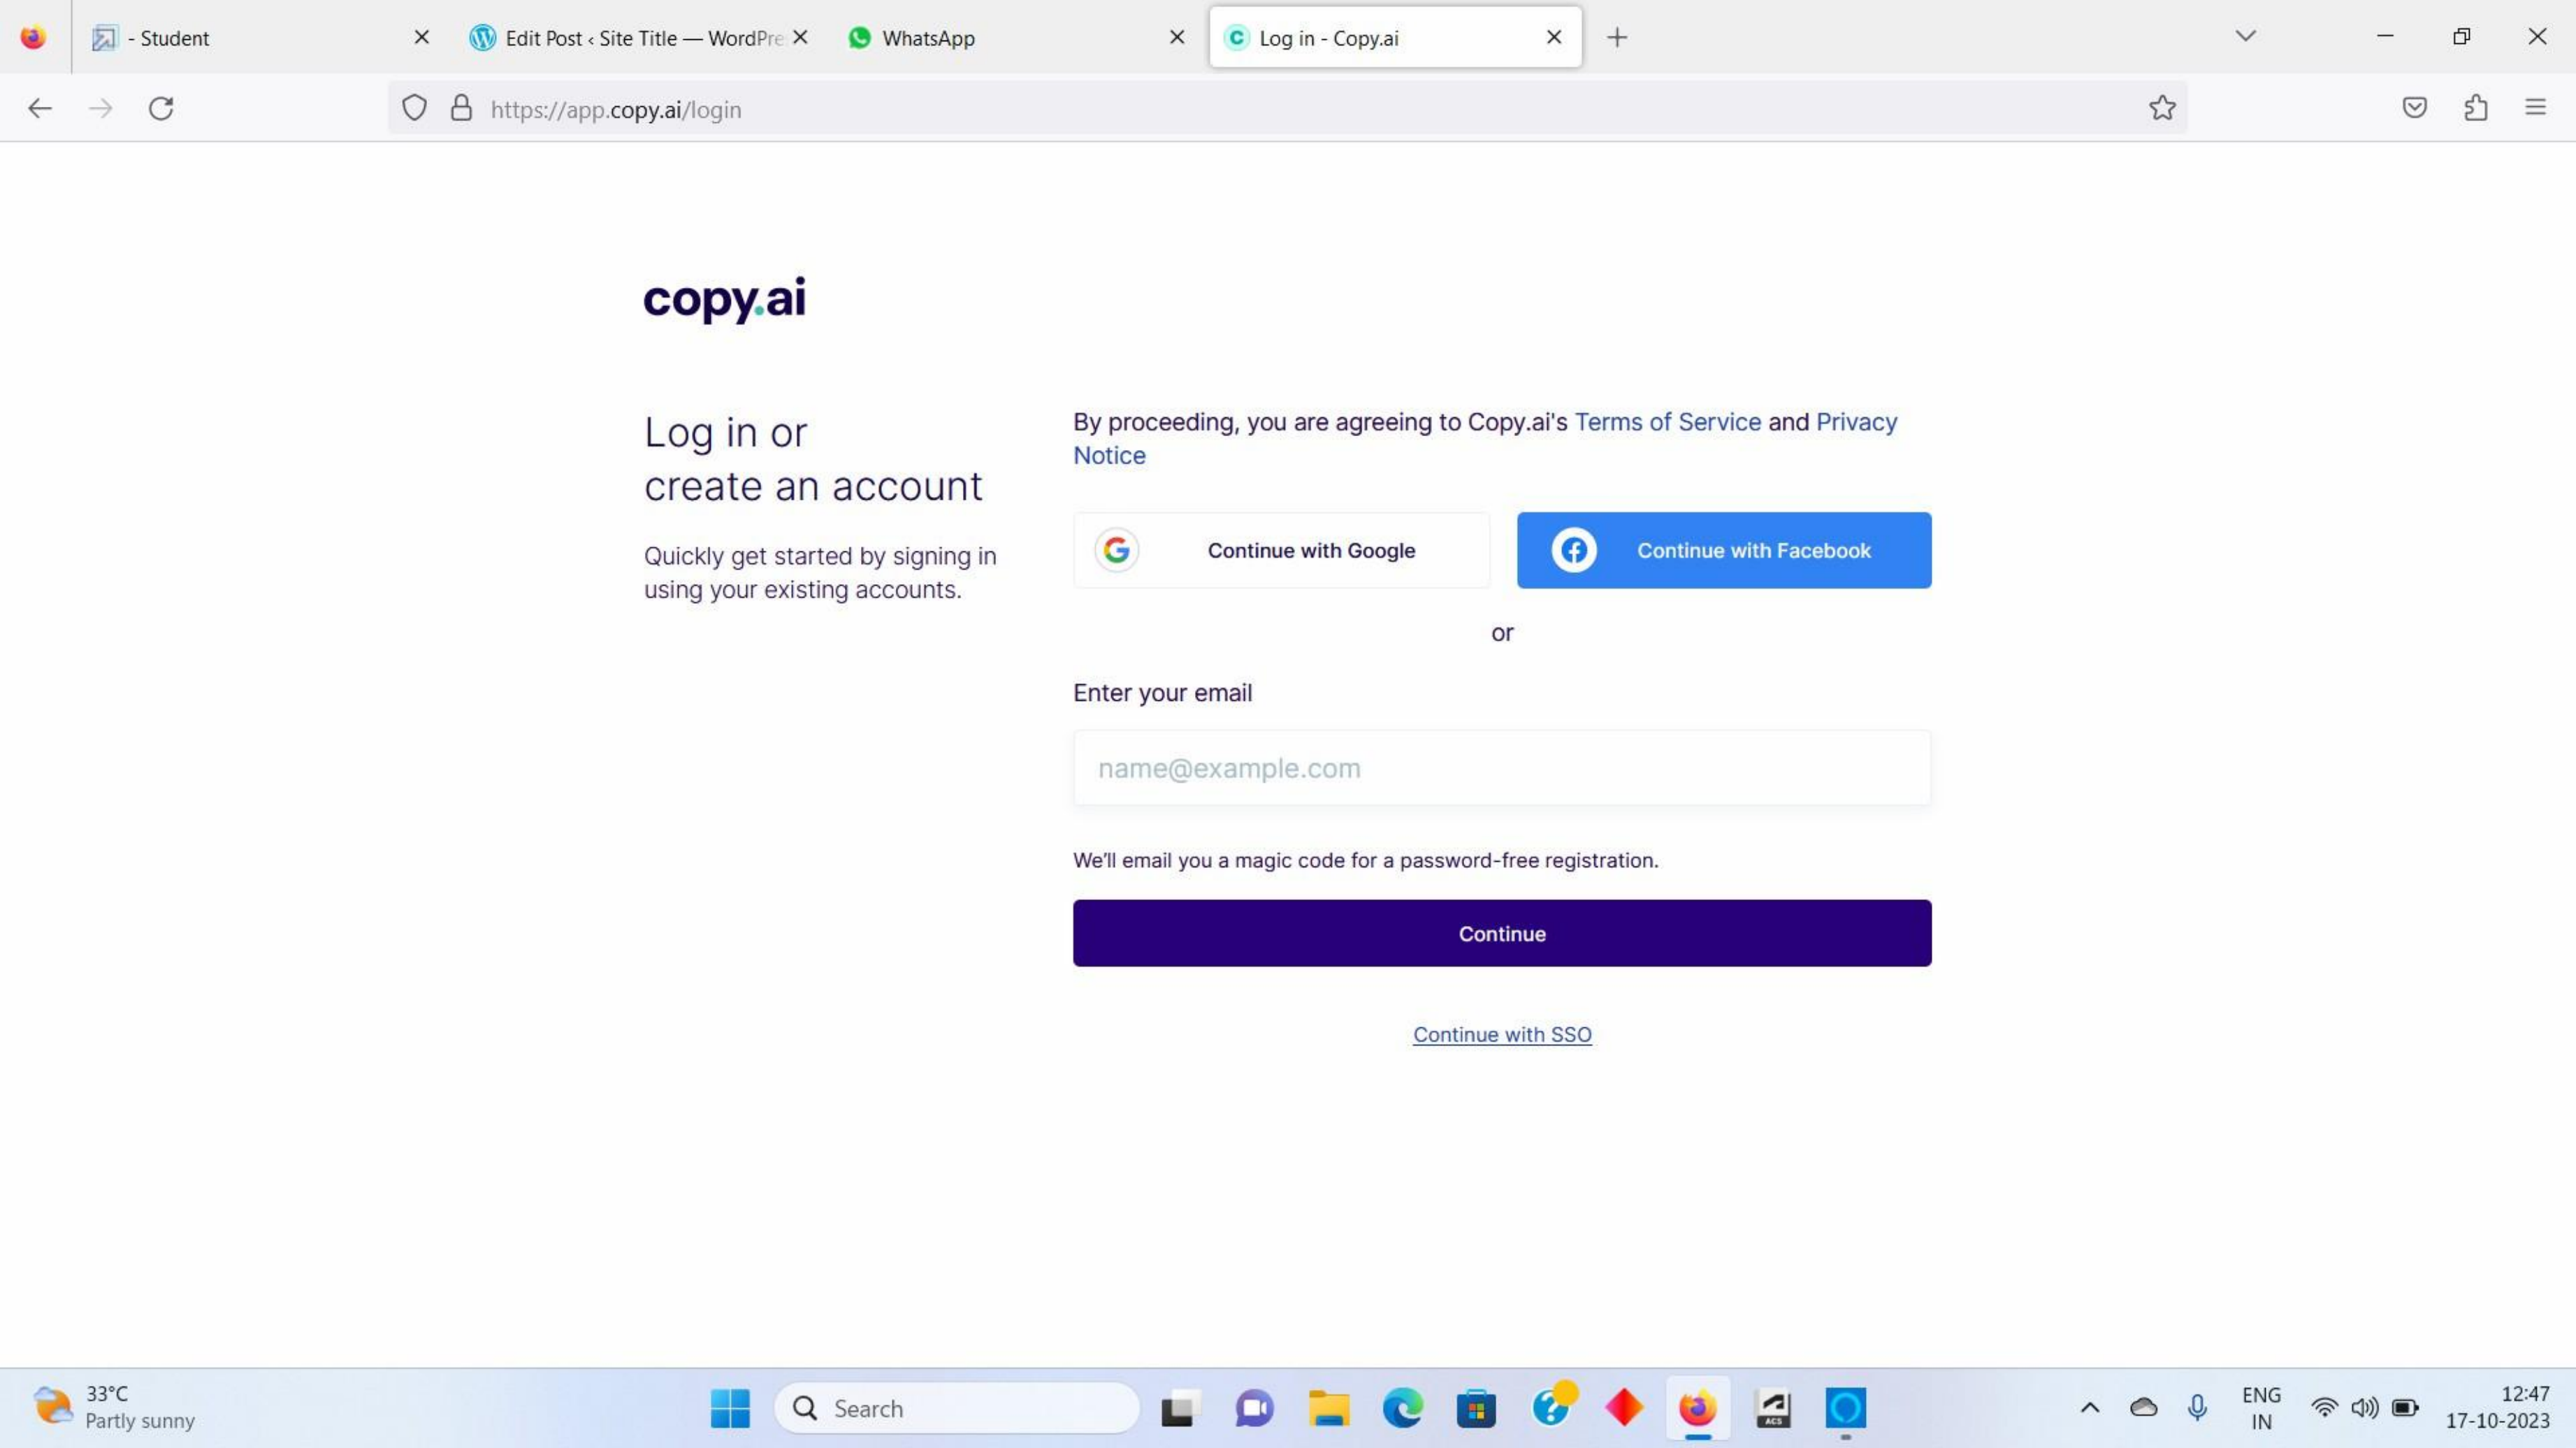 - Student
Edit Post ‹ Site Title — WordPre
WhatsApp
C Log in - Copy.ai
https://app.copy.ai/login
copy.ai
Log in or
create an account
Quickly get started by signing in
using your existing accounts.
By proceeding, you are agreeing to Copy.ai's Terms of Service and Privacy
Notice
G Continue with Google
Continue with Facebook
or
Enter your email
name@example.com
We'll email you a magic code for a password-free registration.
Continue
Continue with SSO
33°C
Partly sunny
Search
ACS
ENG
IN
12:47
17-10-2023